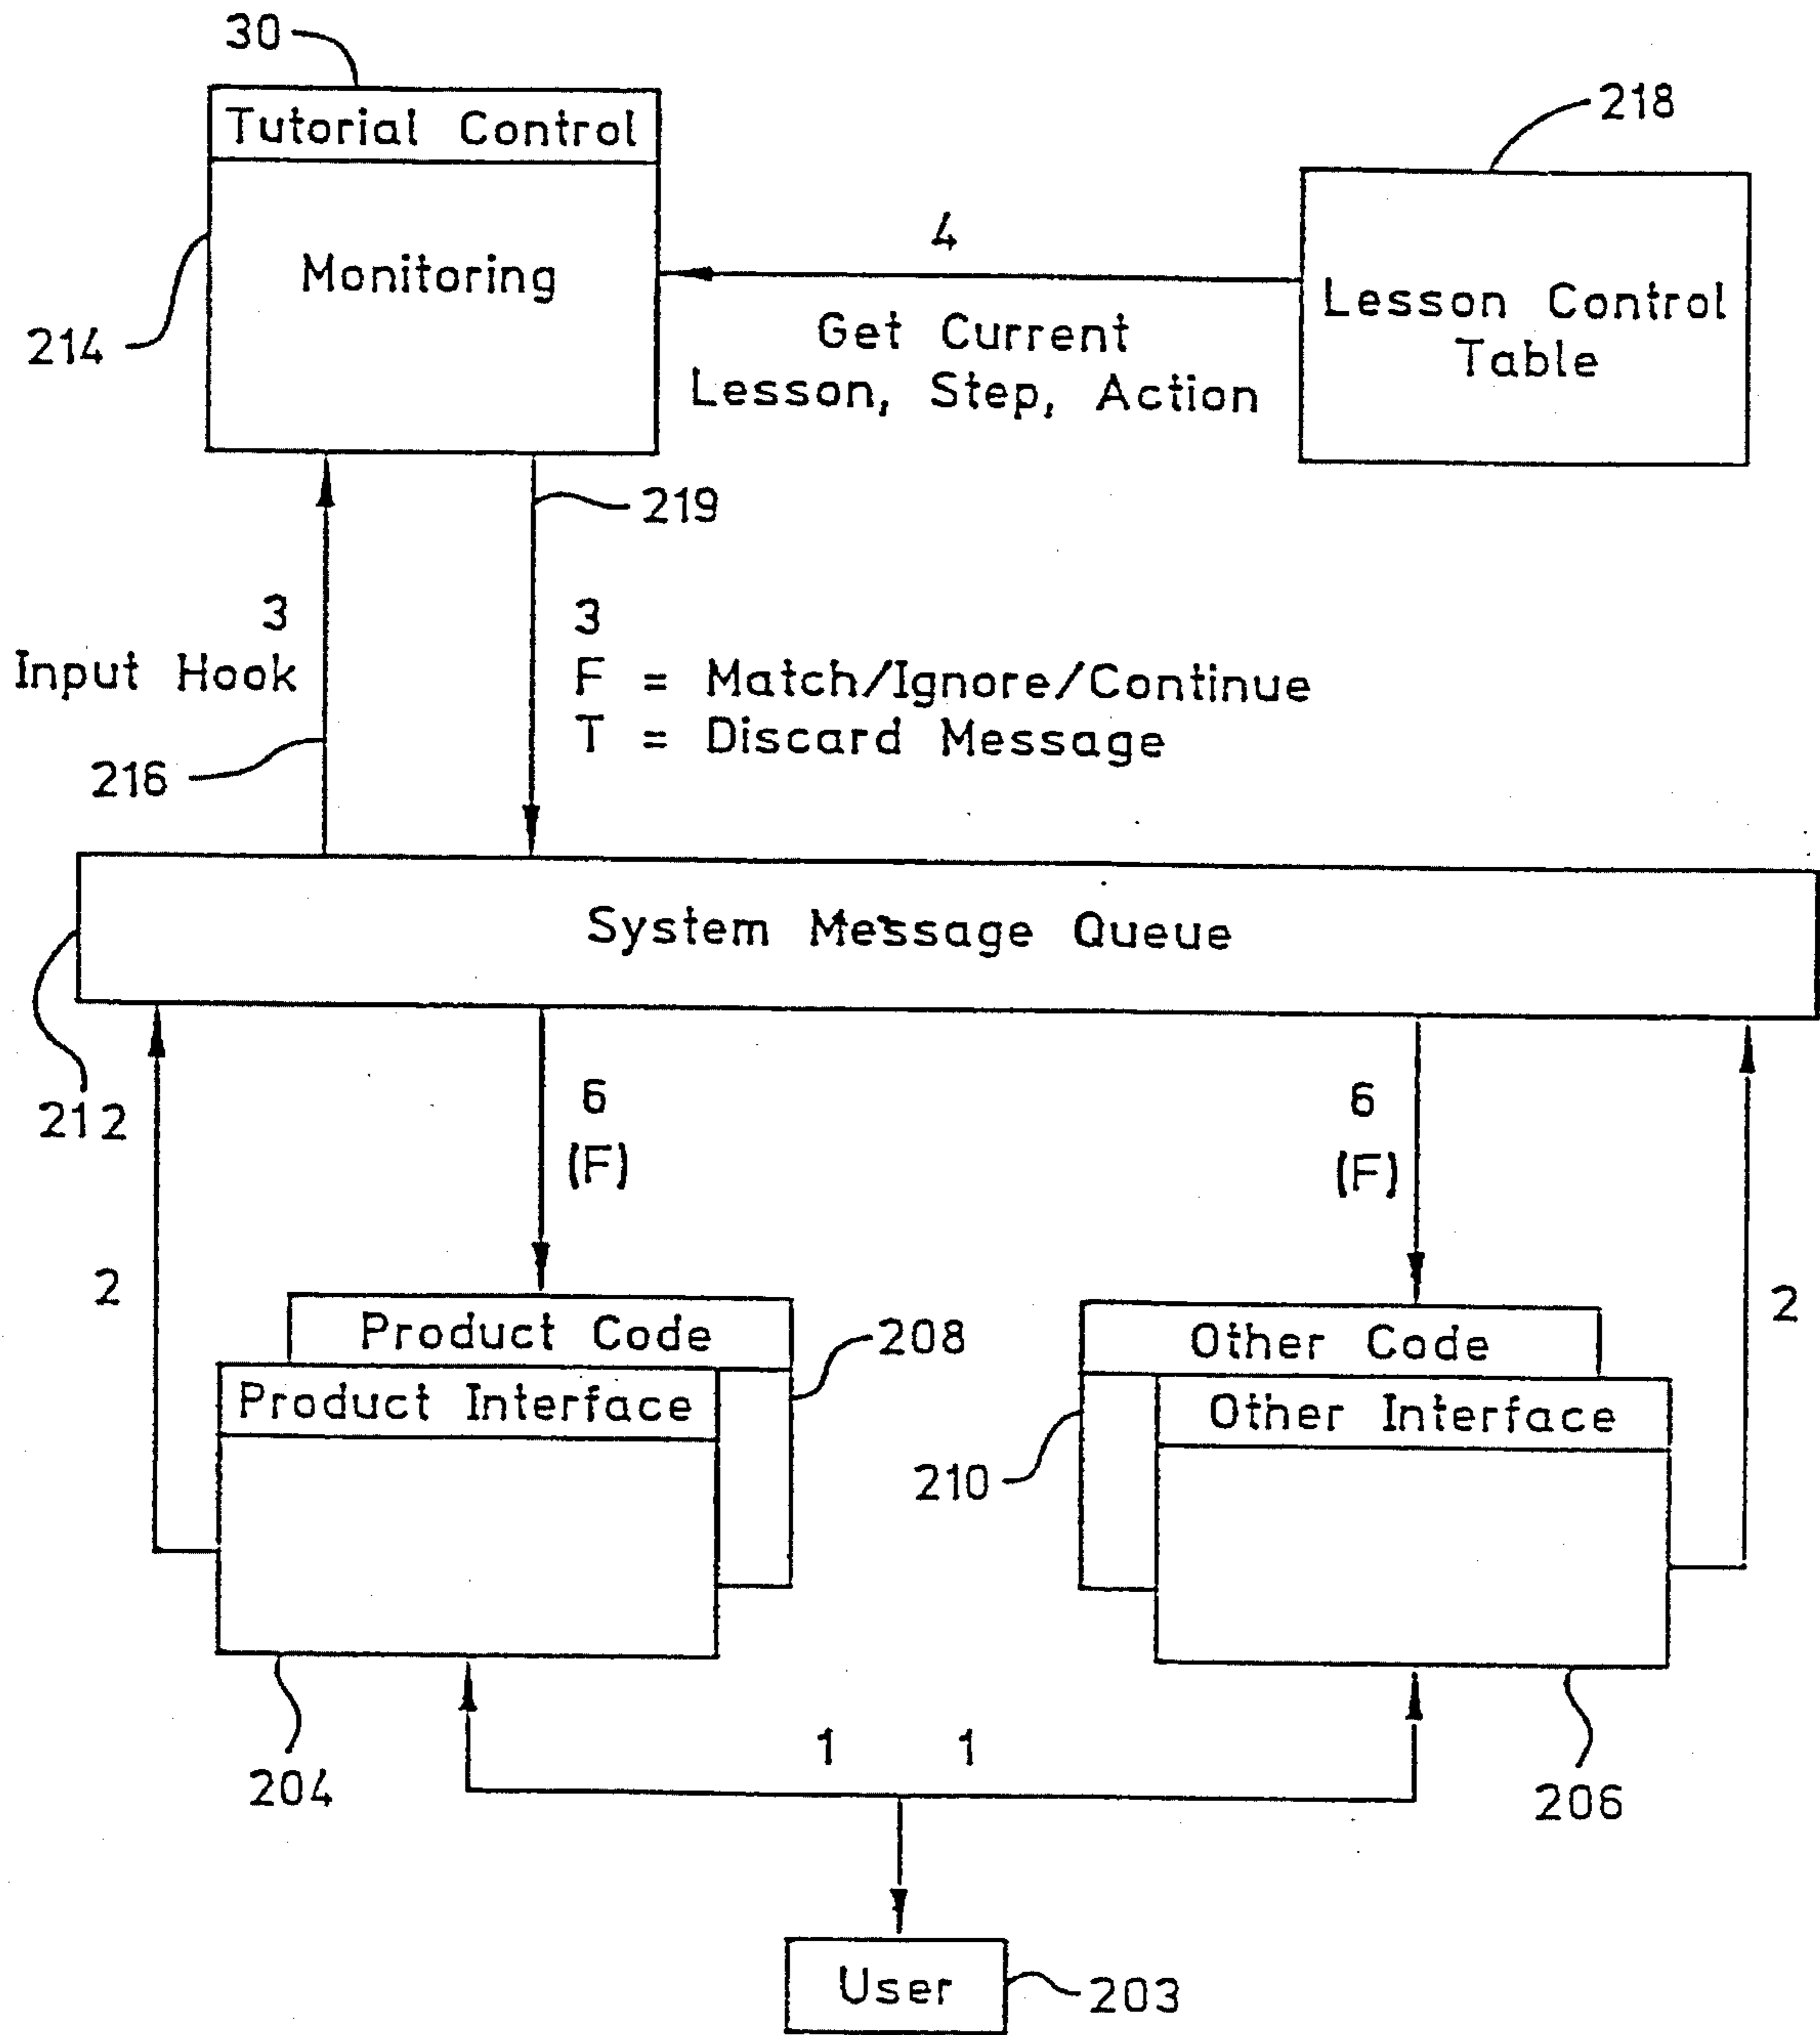 30
Tutorial Control
218
Monitoring
4
214
Get Current
Lesson, Step, Action
Lesson Control
Table
219
3
Input Hook
3
F = Match/Ignore/Continue
T = Discard Message
216
System Message Queue
212
6
(F)
6
(F)
2
2
Product Code
208
Other Code
Product Interface
Other Interface
210
1 1
204
206
User
203